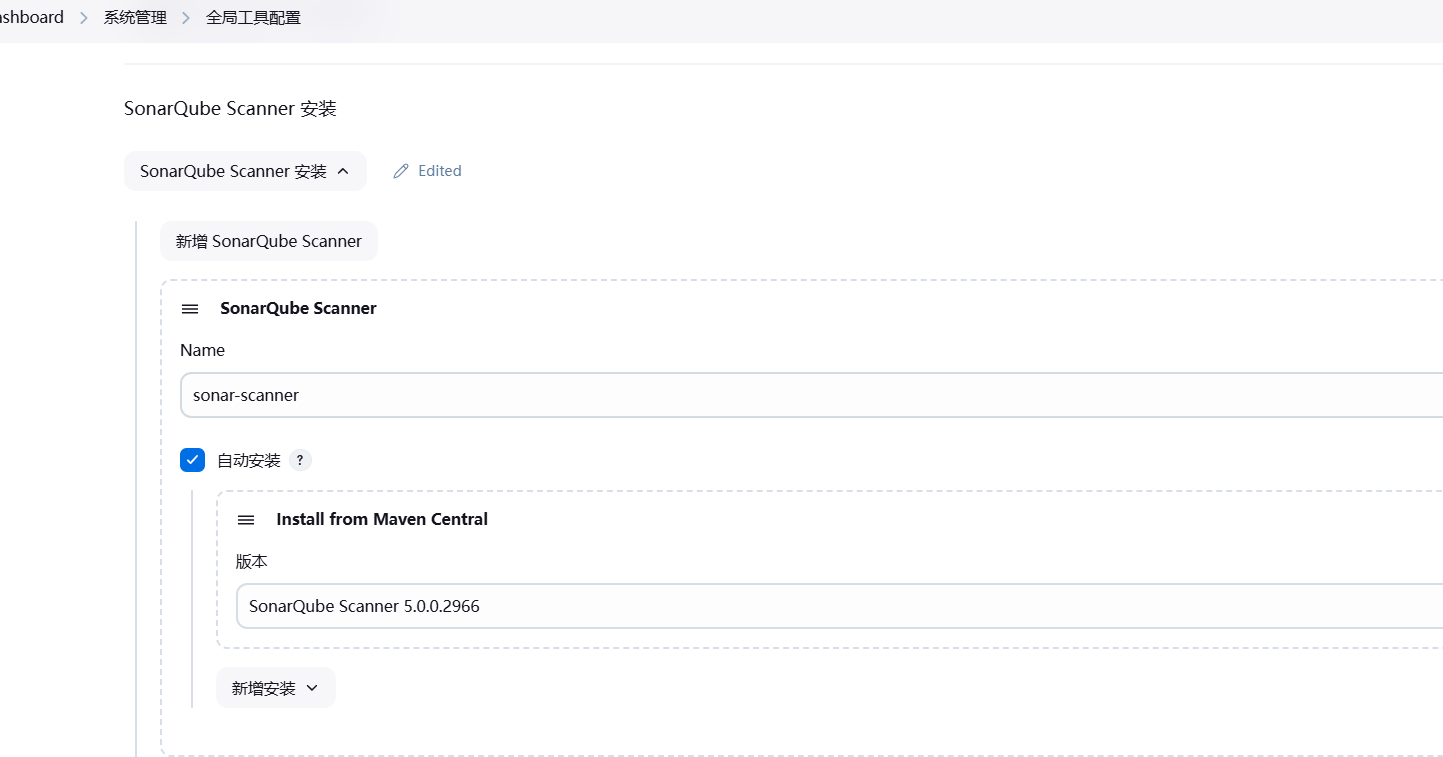 ashboard > 系统管理 > 全局工具配置
SonarQube Scanner 安装
SonarQube Scanner 安装 Edited
新增 SonarQube Scanner
SonarQube Scanner
Name
sonar-scanner
自动安装 ?
Install from Maven Central
版本
SonarQube Scanner 5.0.0.2966
新增安装